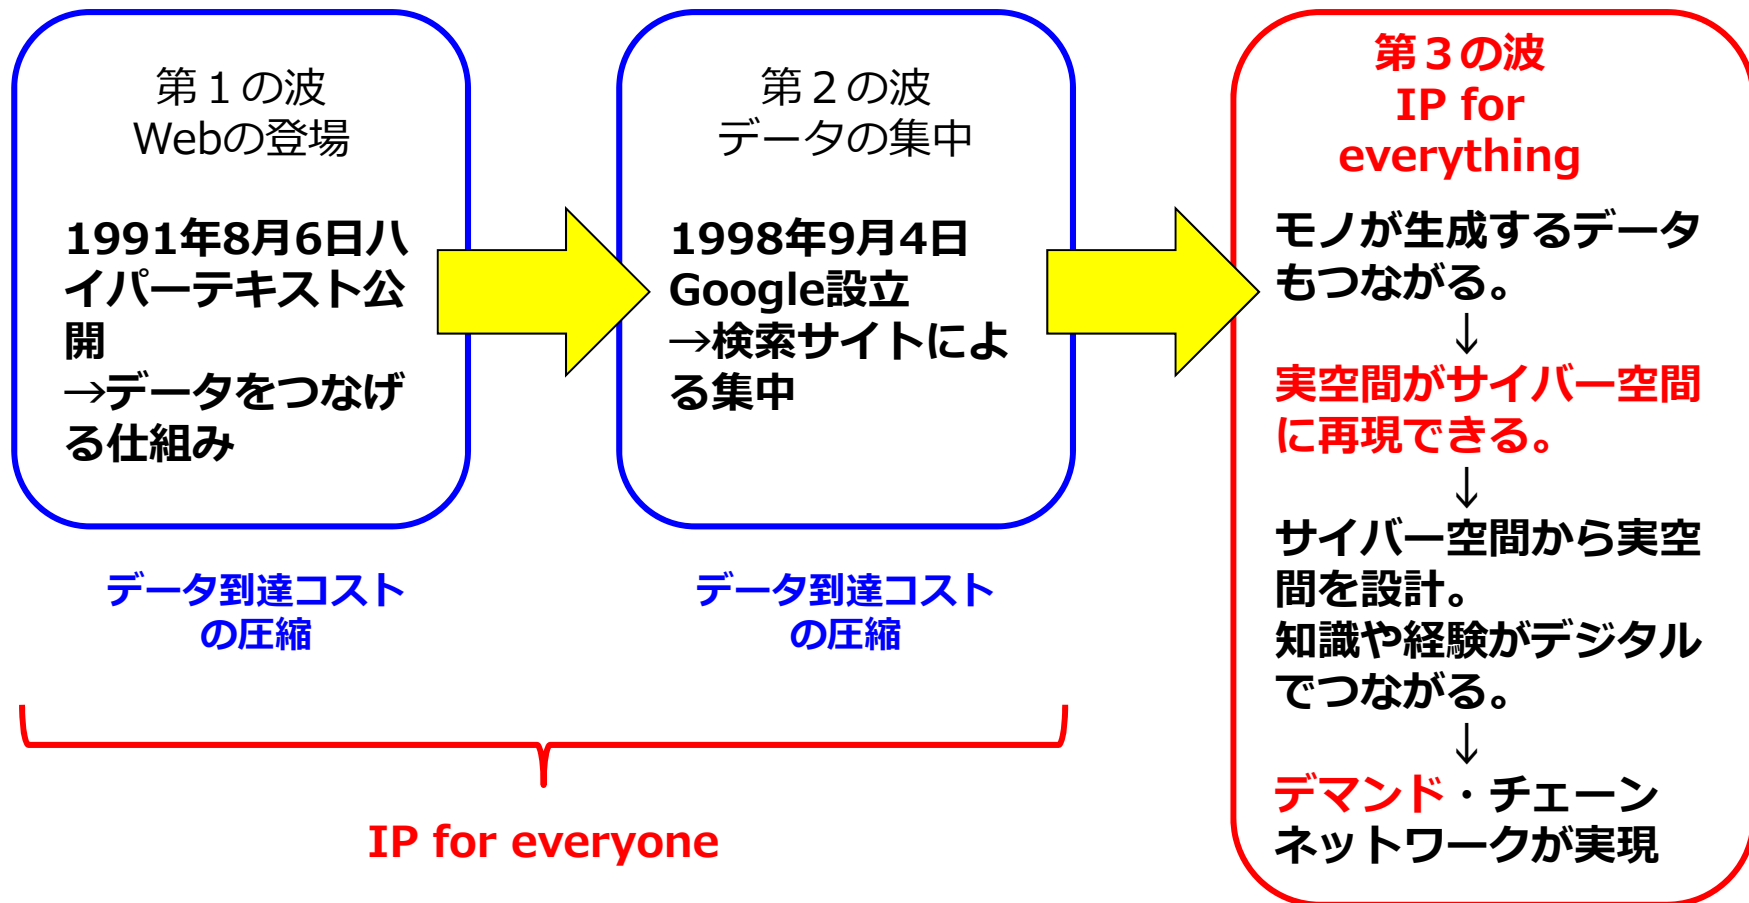 第１の波
Webの登場
1991年8月6日ハ
イパーテキスト公
開
→データをつなげ
る仕組み
データ到達コスト
の圧縮
第２の波
データの集中
1998年9月4日
Google設立
→検索サイトによ
る集中
データ到達コスト
の圧縮
IP for everyone
第３の波
IP for
everything
モノが生成するデータ
もつながる。
↓
実空間がサイバー空間
に再現できる。
↓
サイバー空間から実空
間を設計。
知識や経験がデジタル
でつながる。
↓
デマンド・チェーン
ネットワークが実現